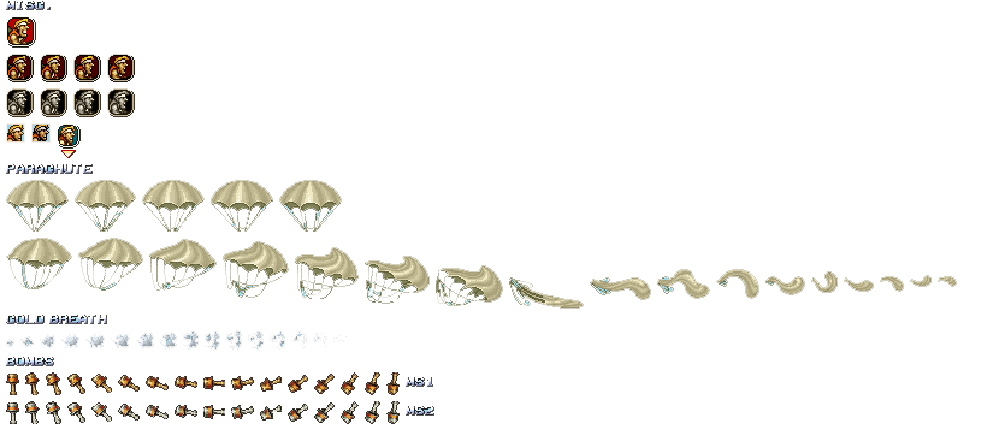 MISC.
PARACHUTE
COLD BREATH
BOMBS
MS1
MS2